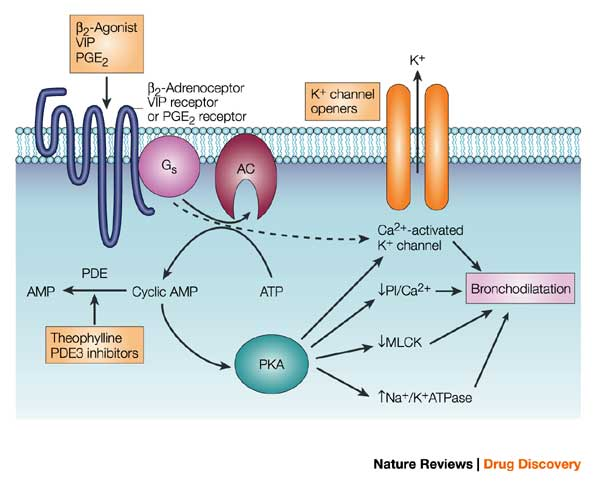 β₂-Agonist
VIP
PGE₂
β₂-Adrenoceptor
VIP receptor
or PGE₂ receptor
K⁺ channel
openers
K⁺
Gₛ
AC
Ca²⁺-activated
K⁺ channel
PDE
AMP
Cyclic AMP
ATP
↓PI/Ca²⁺
Bronchodilatation
Theophylline
PDE3 inhibitors
PKA
↓MLCK
↑Na⁺/K⁺ATPase
Nature Reviews | Drug Discovery